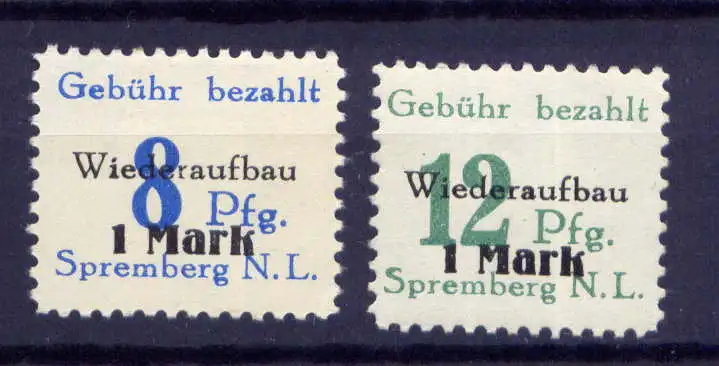 Gebühr bezahlt
Wiederaufbau
8 Pfg.
1 Mark
Spremberg N.L.
Gebühr bezahlt
Wiederaufbau
12 Pfg.
1 Mark
Spremberg N.L.